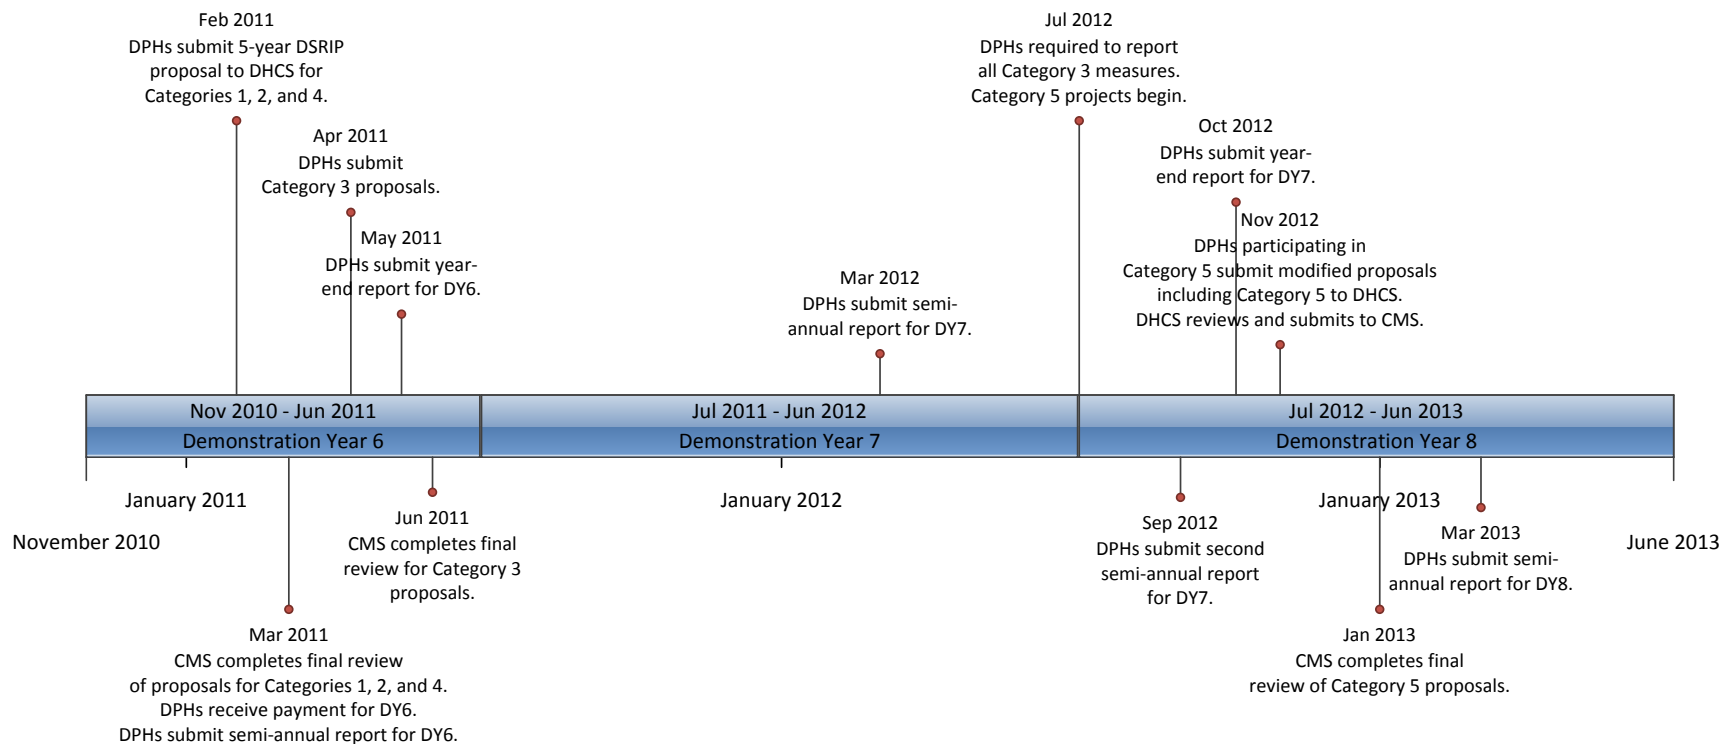 Feb 2011
DPHs submit 5-year DSRIP
proposal to DHCS for
Categories 1, 2, and 4.
Apr 2011
DPHs submit
Category 3 proposals.
May 2011
DPHs submit year-
end report for DY6.
Mar 2012
DPHs submit semi-
annual report for DY7.
Jul 2012
DPHs required to report
all Category 3 measures.
Category 5 projects begin.
Oct 2012
DPHs submit year-
end report for DY7.
Nov 2012
DPHs participating in
Category 5 submit modified proposals
including Category 5 to DHCS.
DHCS reviews and submits to CMS.
Nov 2010 - Jun 2011
Demonstration Year 6
Jul 2011 - Jun 2012
Demonstration Year 7
Jul 2012 - Jun 2013
Demonstration Year 8
November 2010
January 2011
January 2012
January 2013
June 2013
Mar 2011
CMS completes final review
of proposals for Categories 1, 2, and 4.
DPHs receive payment for DY6.
DPHs submit semi-annual report for DY6.
Jun 2011
CMS completes final
review for Category 3
proposals.
Sep 2012
DPHs submit second
semi-annual report
for DY7.
Jan 2013
CMS completes final
review of Category 5 proposals.
Mar 2013
DPHs submit semi-
annual report for DY8.